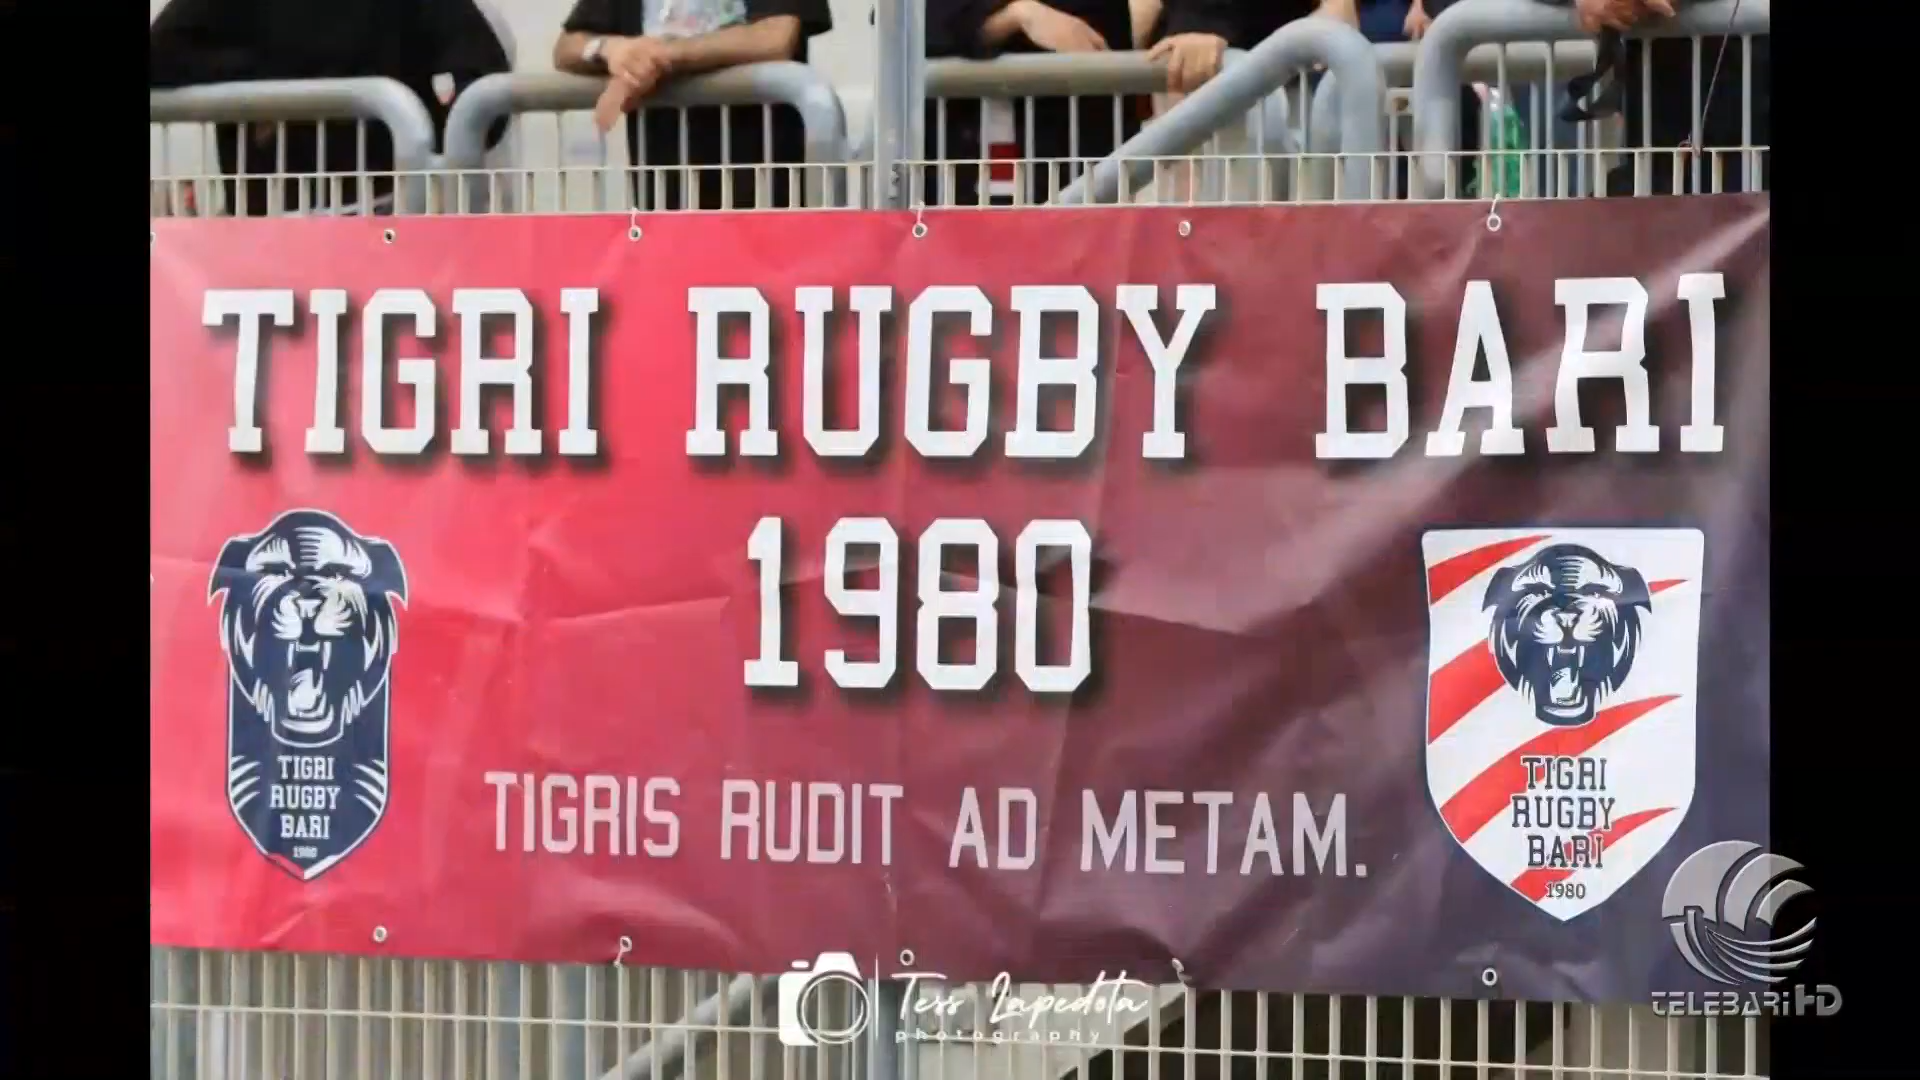 TIGRI RUGBY BARI
1980
TIGRIS RUDIT AD METAM.
TIGRI
RUGBY
BARI
1980
TIGRI
RUGBY
BARI
1980
Tess Lapedota
photography
TELEBARI HD